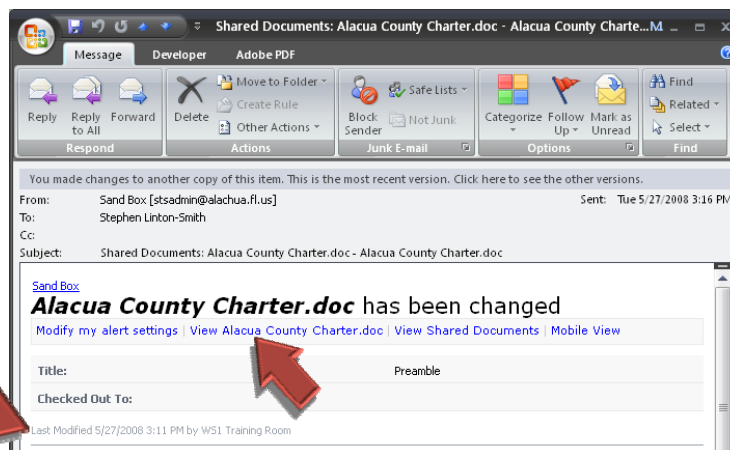 Shared Documents: Alacua County Charter.doc - Alacua County Charte...M
Message Developer Adobe PDF
Reply Reply to All Forward Delete Move to Folder Create Rule Other Actions Block Sender Safe Lists Not Junk Categorize Follow Up Mark as Unread Find Related Select
Respond Actions Junk E-mail Options Find
You made changes to another copy of this item. This is the most recent version. Click here to see the other versions.
From: Sand Box [stsadmin@alachua.fl.us] Sent: Tue 5/27/2008 3:16 PM
To: Stephen Linton-Smith
Cc:
Subject: Shared Documents: Alacua County Charter.doc - Alacua County Charter.doc
Sand Box
Alacua County Charter.doc has been changed
Modify my alert settings | View Alacua County Charter.doc | View Shared Documents | Mobile View
Title: Preamble
Checked Out To:
Last Modified 5/27/2008 3:11 PM by WS1 Training Room